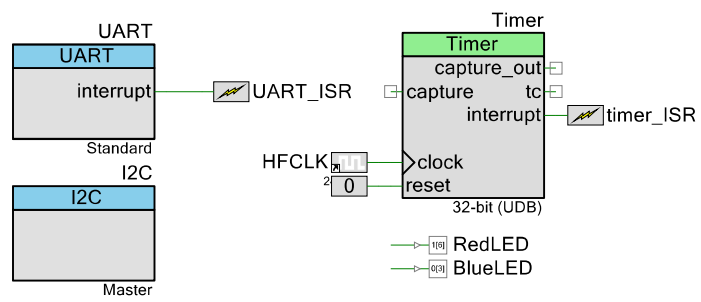 UART
UART
interrupt
UART_ISR
Standard
I2C
I2C
Master
Timer
Timer
capture_out
capture
tc
interrupt
timer_ISR
HFCLK
clock
2
0
reset
32-bit (UDB)
1[6]
RedLED
0[3]
BlueLED